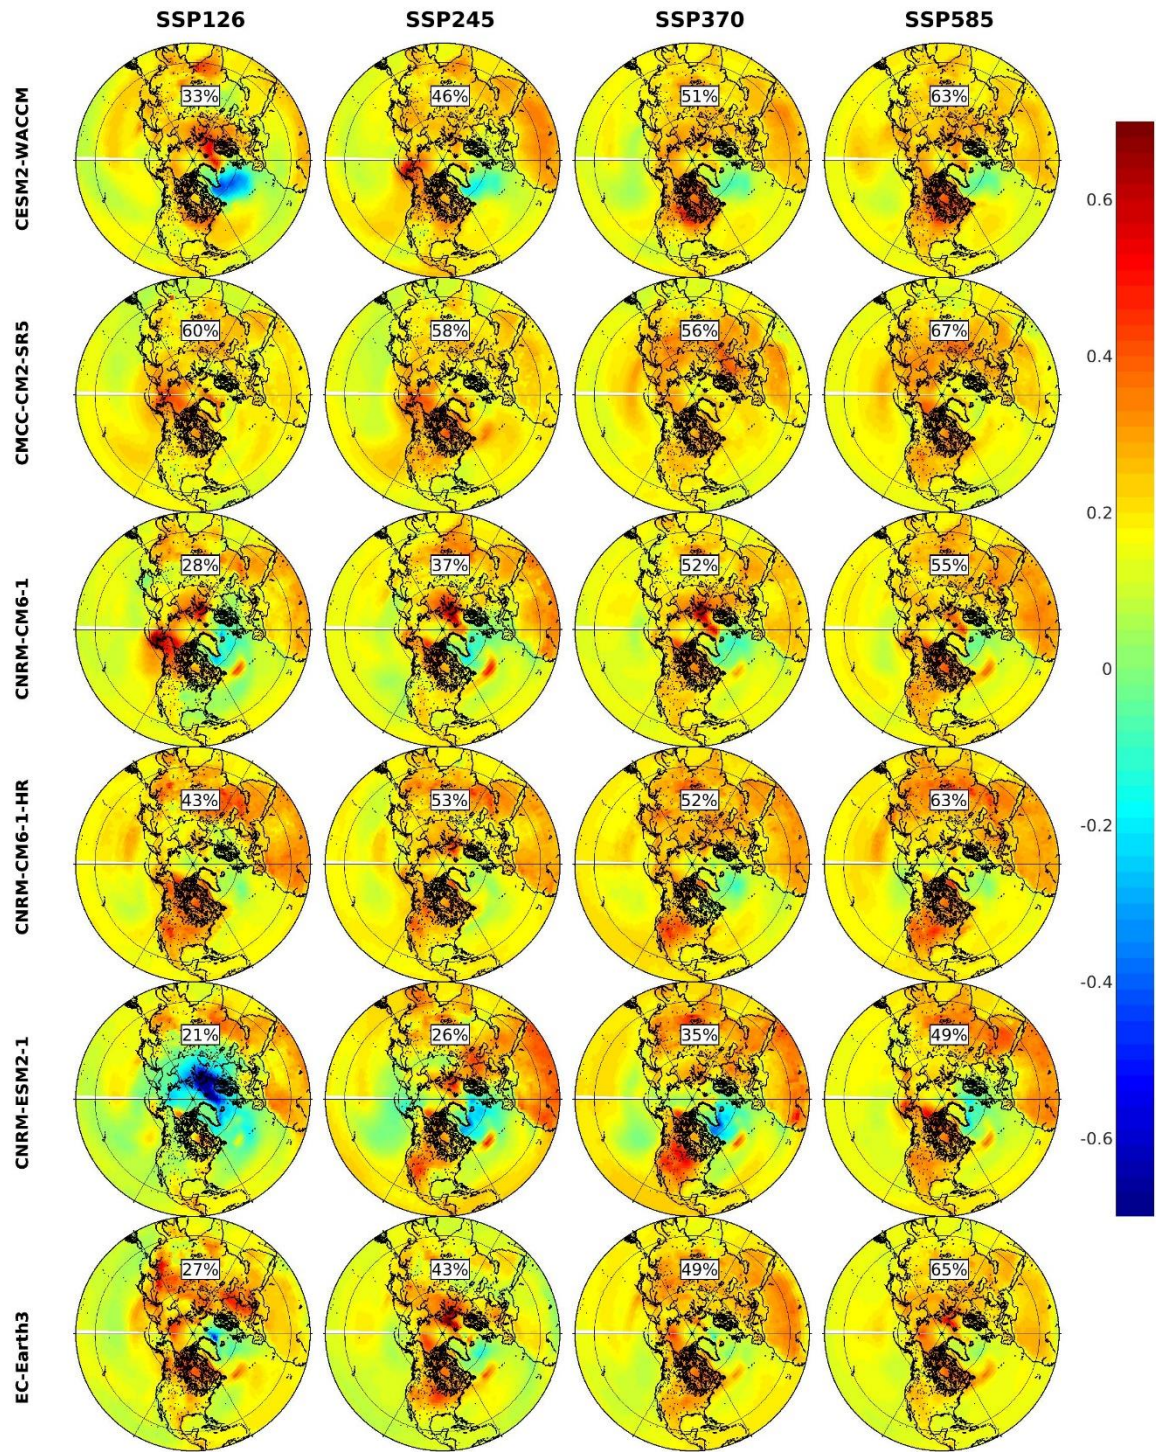 SSP126 SSP245 SSP370 SSP585
CESM2-WACCM
33% 46% 51% 63%
CMCC-CM2-SR5
60% 58% 56% 67%
CNRM-CM6-1
28% 37% 52% 55%
CNRM-CM6-1-HR
43% 53% 52% 63%
CNRM-ESM2-1
21% 26% 35% 49%
EC-Earth3
27% 43% 49% 65%
0.6
0.4
0.2
0
-0.2
-0.4
-0.6